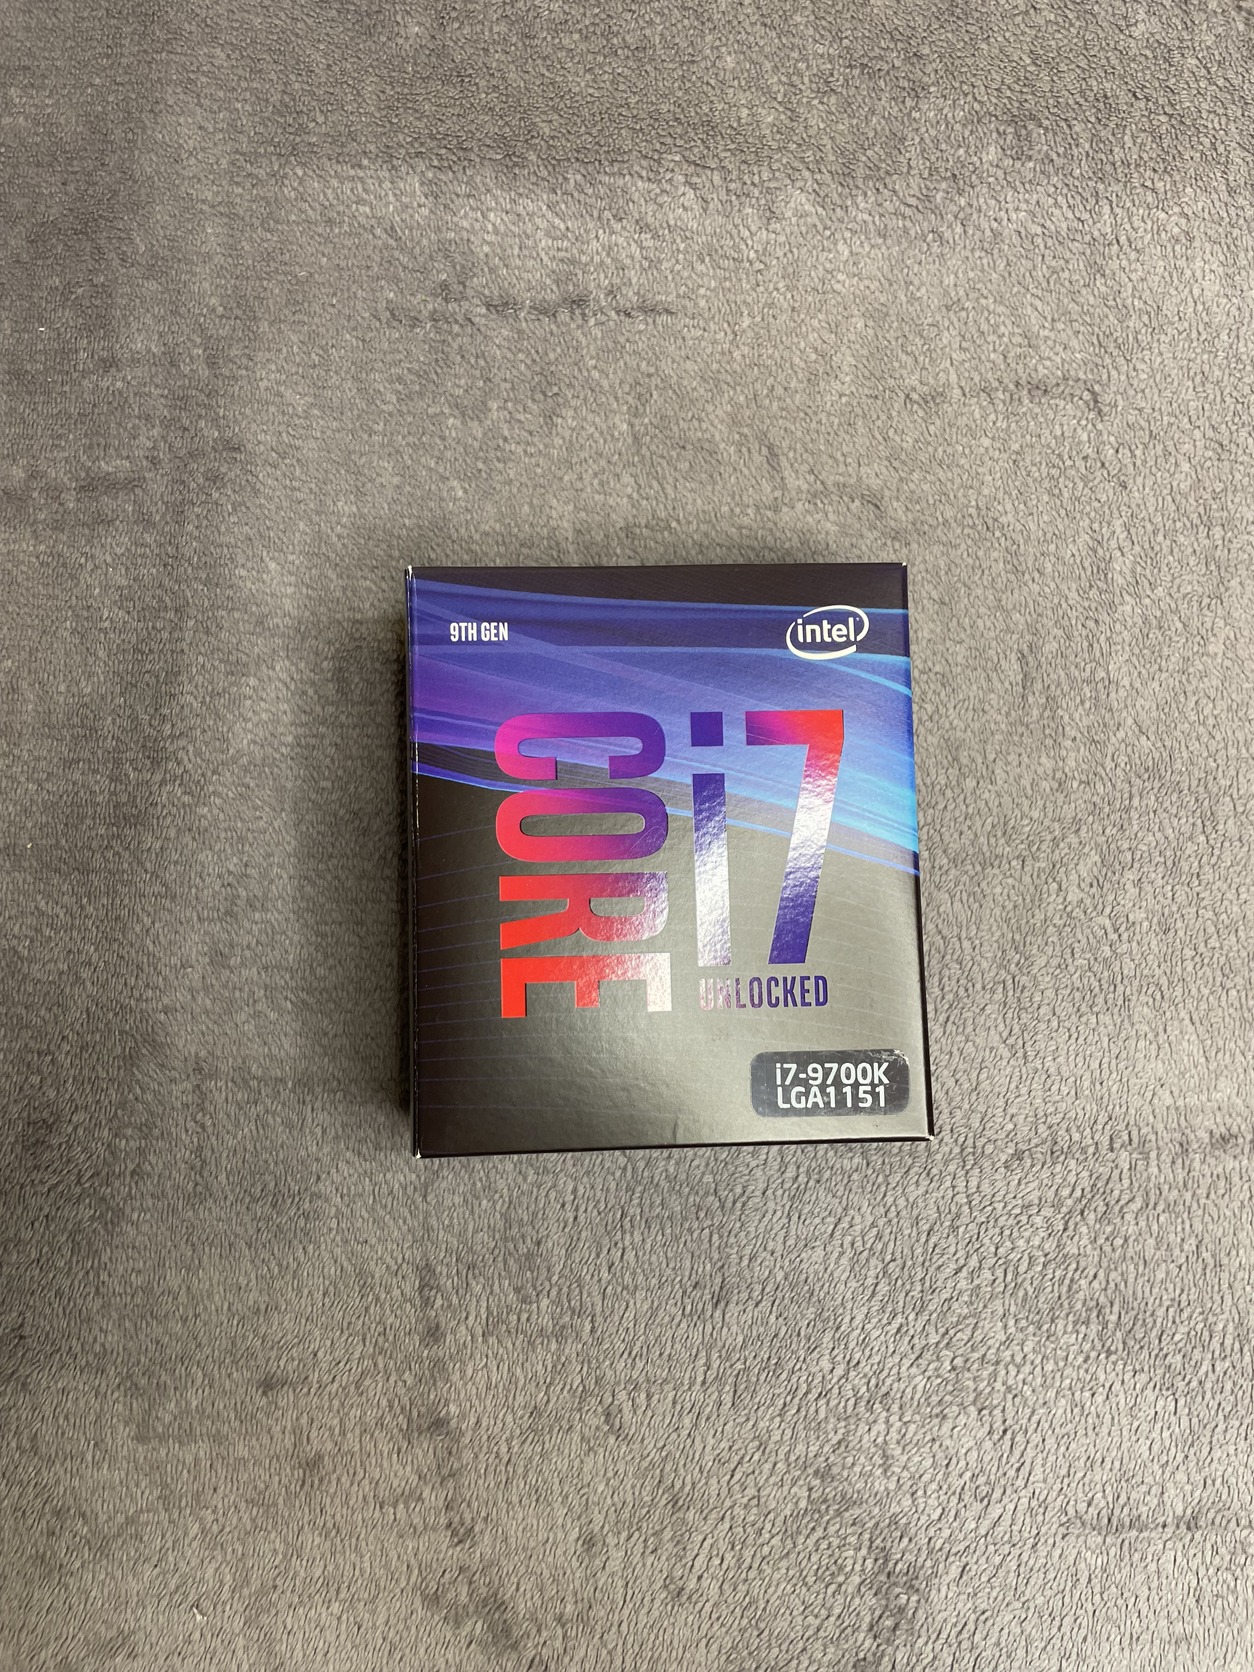 9TH GEN
intel
CORE
i7
UNLOCKED
i7-9700K
LGA1151